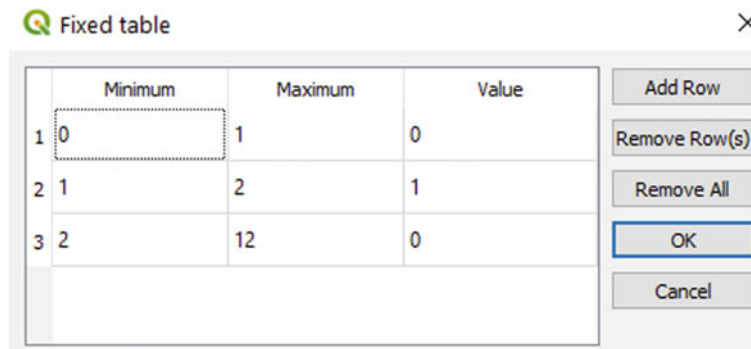 Fixed table
Minimum Maximum Value Add Row
1 0 1 0 Remove Row(s)
2 1 2 1 Remove All
3 2 12 0 OK
Cancel